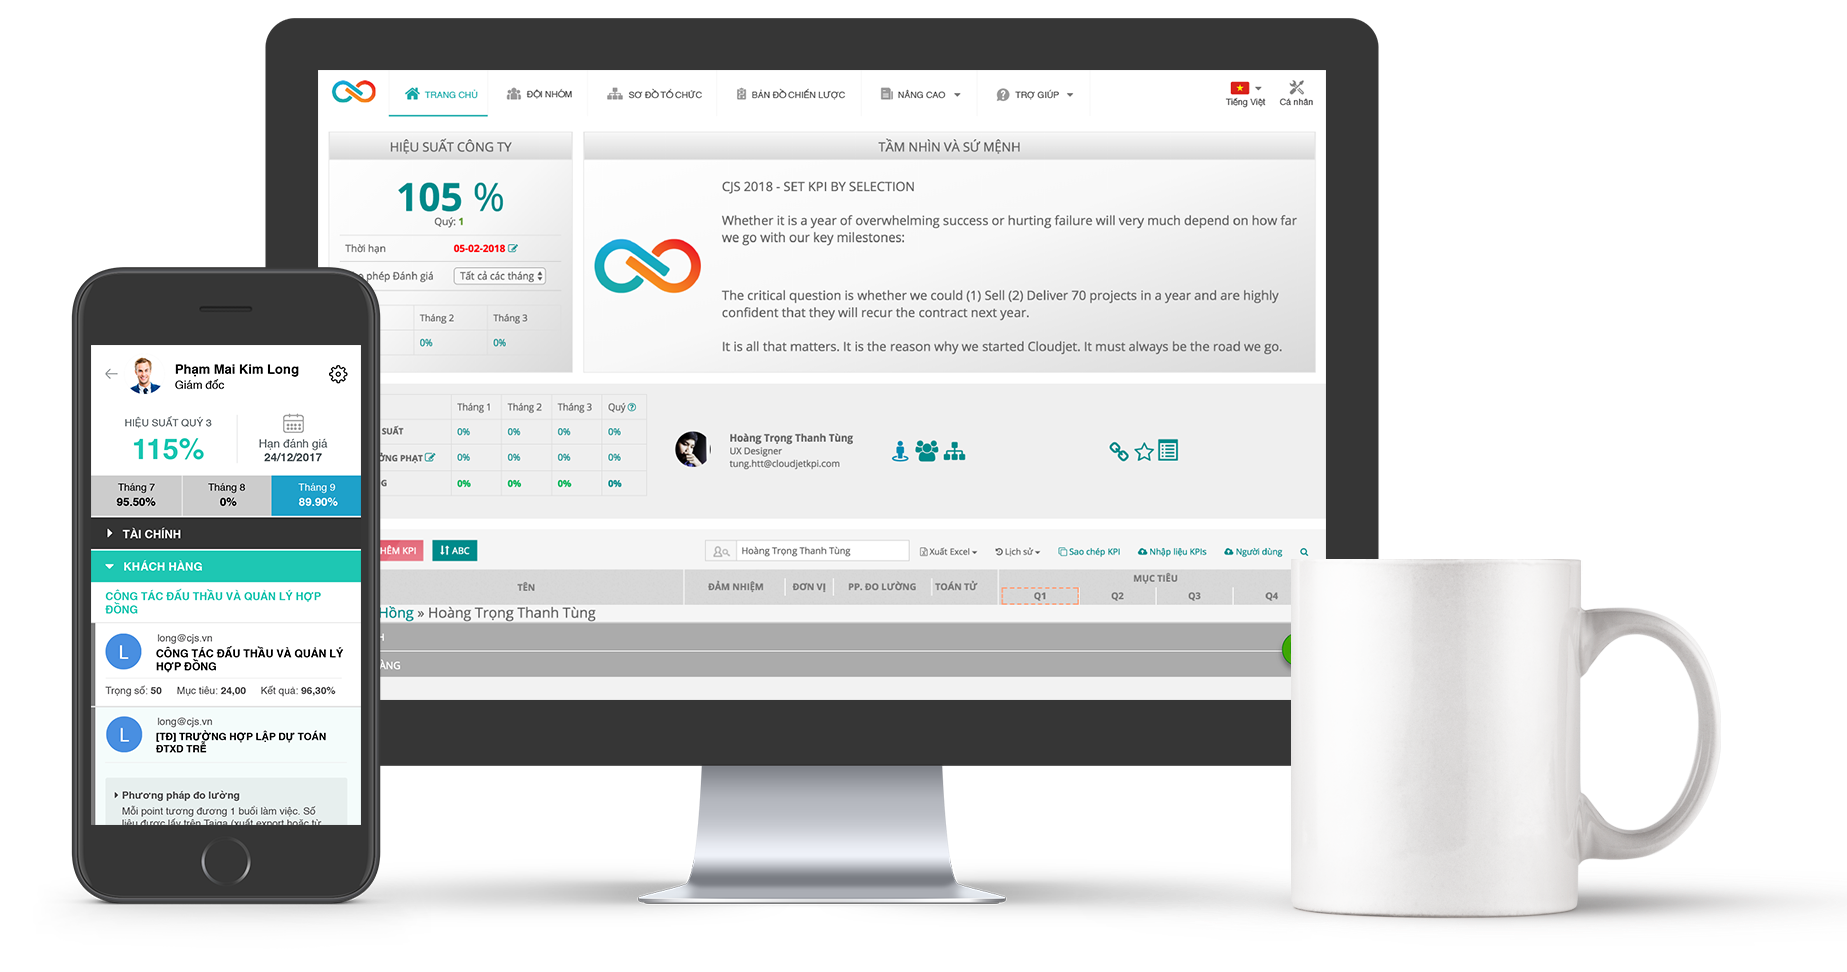 TRANG CHỦ
ĐỘI NHÓM
SƠ ĐỒ TỔ CHỨC
BẢN ĐỒ CHIẾN LƯỢC
NÂNG CAO
TRỢ GIÚP
Tiếng Việt
Cá nhân
HIỆU SUẤT CÔNG TY
105 %
Quý: 1
Thời hạn 05-02-2018
phép Đánh giá Tất cả các tháng
Tháng 2 Tháng 3
0% 0%
TẦM NHÌN VÀ SỨ MỆNH
CJS 2018 - SET KPI BY SELECTION
Whether it is a year of overwhelming success or hurting failure will very much depend on how far
we go with our key milestones:
The critical question is whether we could (1) Sell (2) Deliver 70 projects in a year and are highly
confident that they will recur the contract next year.
It is all that matters. It is the reason why we started Cloudjet. It must always be the road we go.
Tháng 1 Tháng 2 Tháng 3 Quý
SUẤT 0% 0% 0% 0%
PHẠT 0% 0% 0% 0%
G 0% 0% 0% 0%
Hoàng Trọng Thanh Tùng
UX Designer
tung.htt@cloudjetkpi.com
HÊM KPI
ABC
Hoàng Trọng Thanh Tùng
Xuất Excel
Lịch sử
Sao chép KPI
Nhập liệu KPIs
Người dùng
TÊN
ĐẢM NHIỆM
ĐƠN VỊ
PP. ĐO LƯỜNG
TOÁN TỬ
MỤC TIÊU
Q1 Q2 Q3 Q4
Hồng » Hoàng Trọng Thanh Tùng
H
ÀNG
Phạm Mai Kim Long
Giám đốc
HIỆU SUẤT QUÝ 3
115%
Hạn đánh giá
24/12/2017
Tháng 7 Tháng 8 Tháng 9
95.50% 0% 89.90%
TÀI CHÍNH
KHÁCH HÀNG
CÔNG TÁC ĐẤU THẦU VÀ QUẢN LÝ HỢP
ĐỒNG
L
long@cjs.vn
CÔNG TÁC ĐẤU THẦU VÀ QUẢN LÝ
HỢP ĐỒNG
Trọng số: 50 Mục tiêu: 24,00 Kết quả: 96,30%
L
long@cjs.vn
[TĐ] TRƯỜNG HỢP LẬP DỰ TOÁN
ĐTXD TRỄ
Phương pháp đo lường
Mỗi point tương đương 1 buổi làm việc. Số
liệu được lấy trên Taiga (xuất export hoặc từ